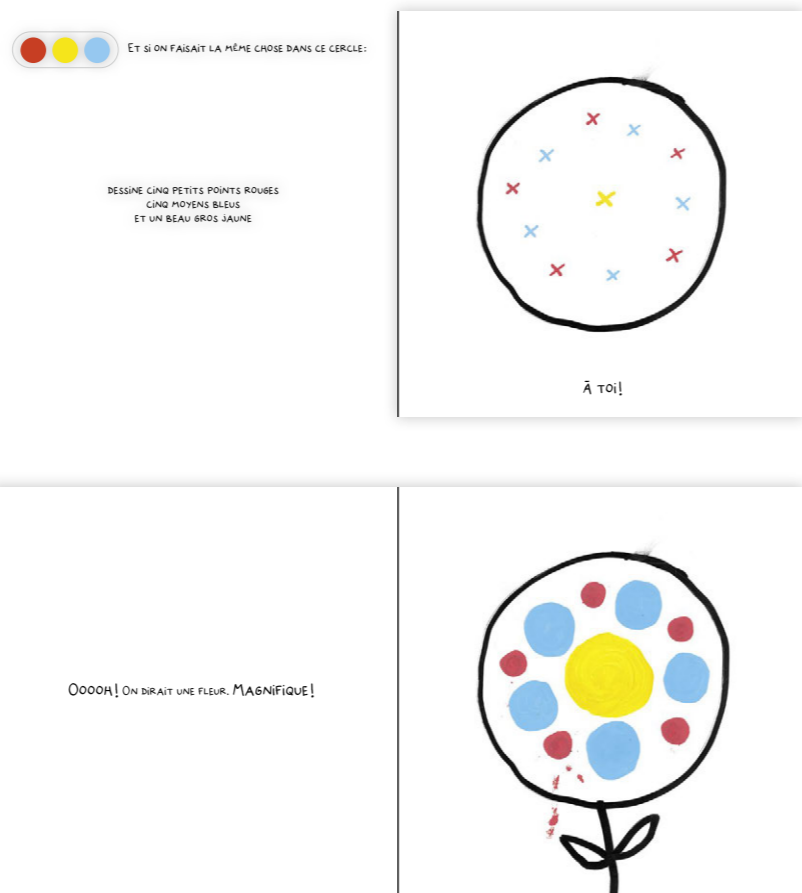 Et si on faisait la même chose dans ce cercle:
dessine cinq petits points rouges
cinq moyens bleus
et un beau gros jaune
À toi!
Ooooh! On dirait une fleur. Magnifique!